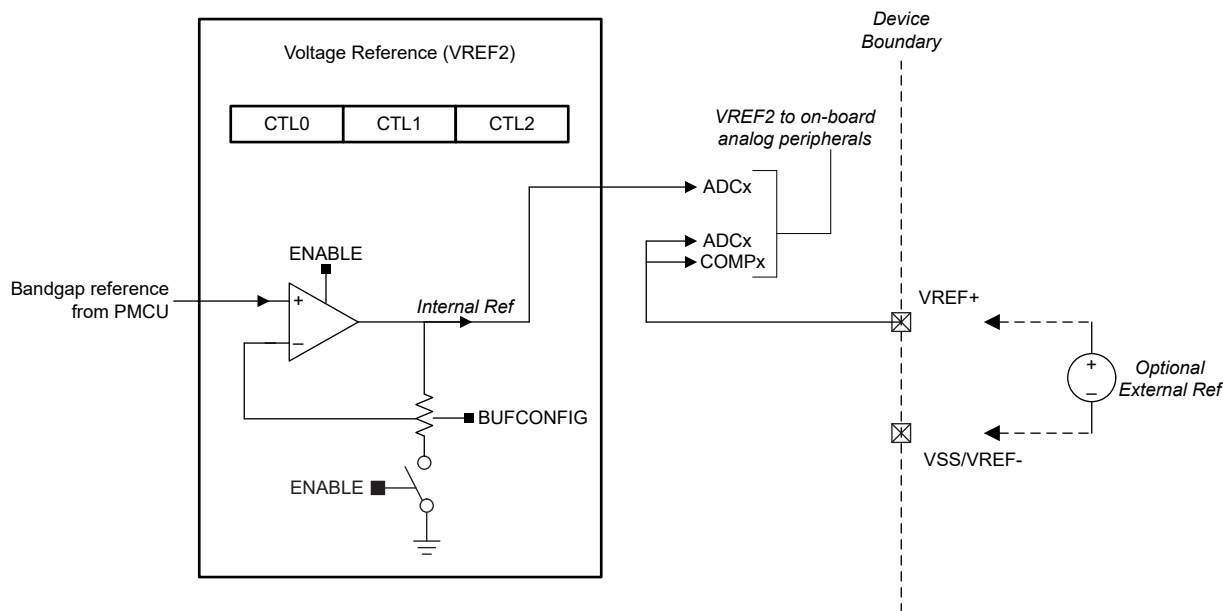 Device
Boundary
Voltage Reference (VREF2)
CTL0 CTL1 CTL2
VREF2 to on-board
analog peripherals
ADCx
ADCx
COMPx
ENABLE
Bandgap reference
from PMCU
+
–
Internal Ref
BUFCONFIG
ENABLE
VREF+
+
–
Optional
External Ref
VSS/VREF-